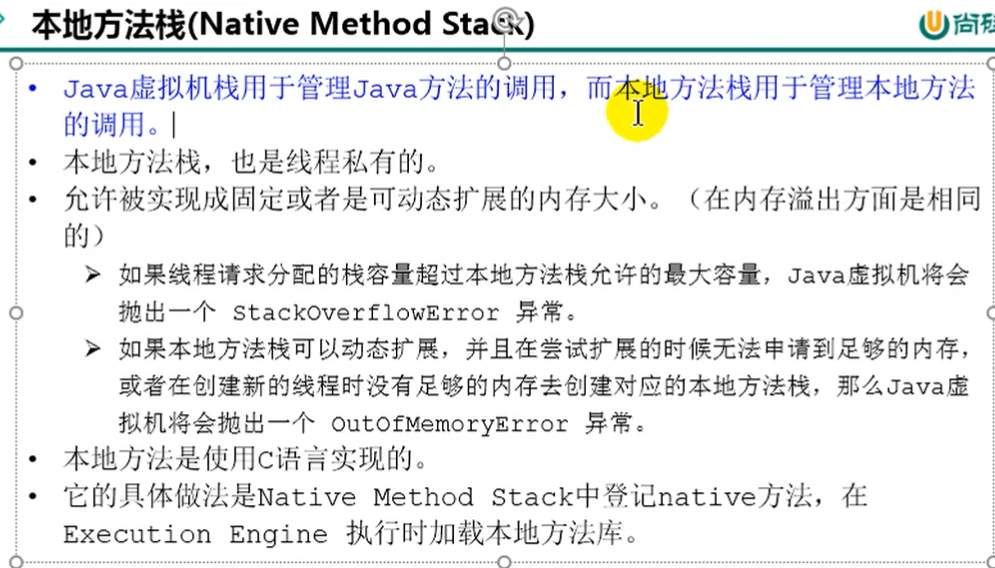 本地方法栈(Native Method Stack)
尚硅
• Java虚拟机栈用于管理Java方法的调用，而本地方法栈用于管理本地方法
的调用。
• 本地方法栈，也是线程私有的。
• 允许被实现成固定或者是可动态扩展的内存大小。（在内存溢出方面是相同
的）
➢ 如果线程请求分配的栈容量超过本地方法栈允许的最大容量，Java虚拟机将会
抛出一个 StackOverflowError 异常。
➢ 如果本地方法栈可以动态扩展，并且在尝试扩展的时候无法申请到足够的内存，
或者在创建新的线程时没有足够的内存去创建对应的本地方法栈，那么Java虚
拟机将会抛出一个 OutOfMemoryError 异常。
• 本地方法是使用C语言实现的。
• 它的具体做法是Native Method Stack中登记native方法，在
Execution Engine 执行时加载本地方法库。